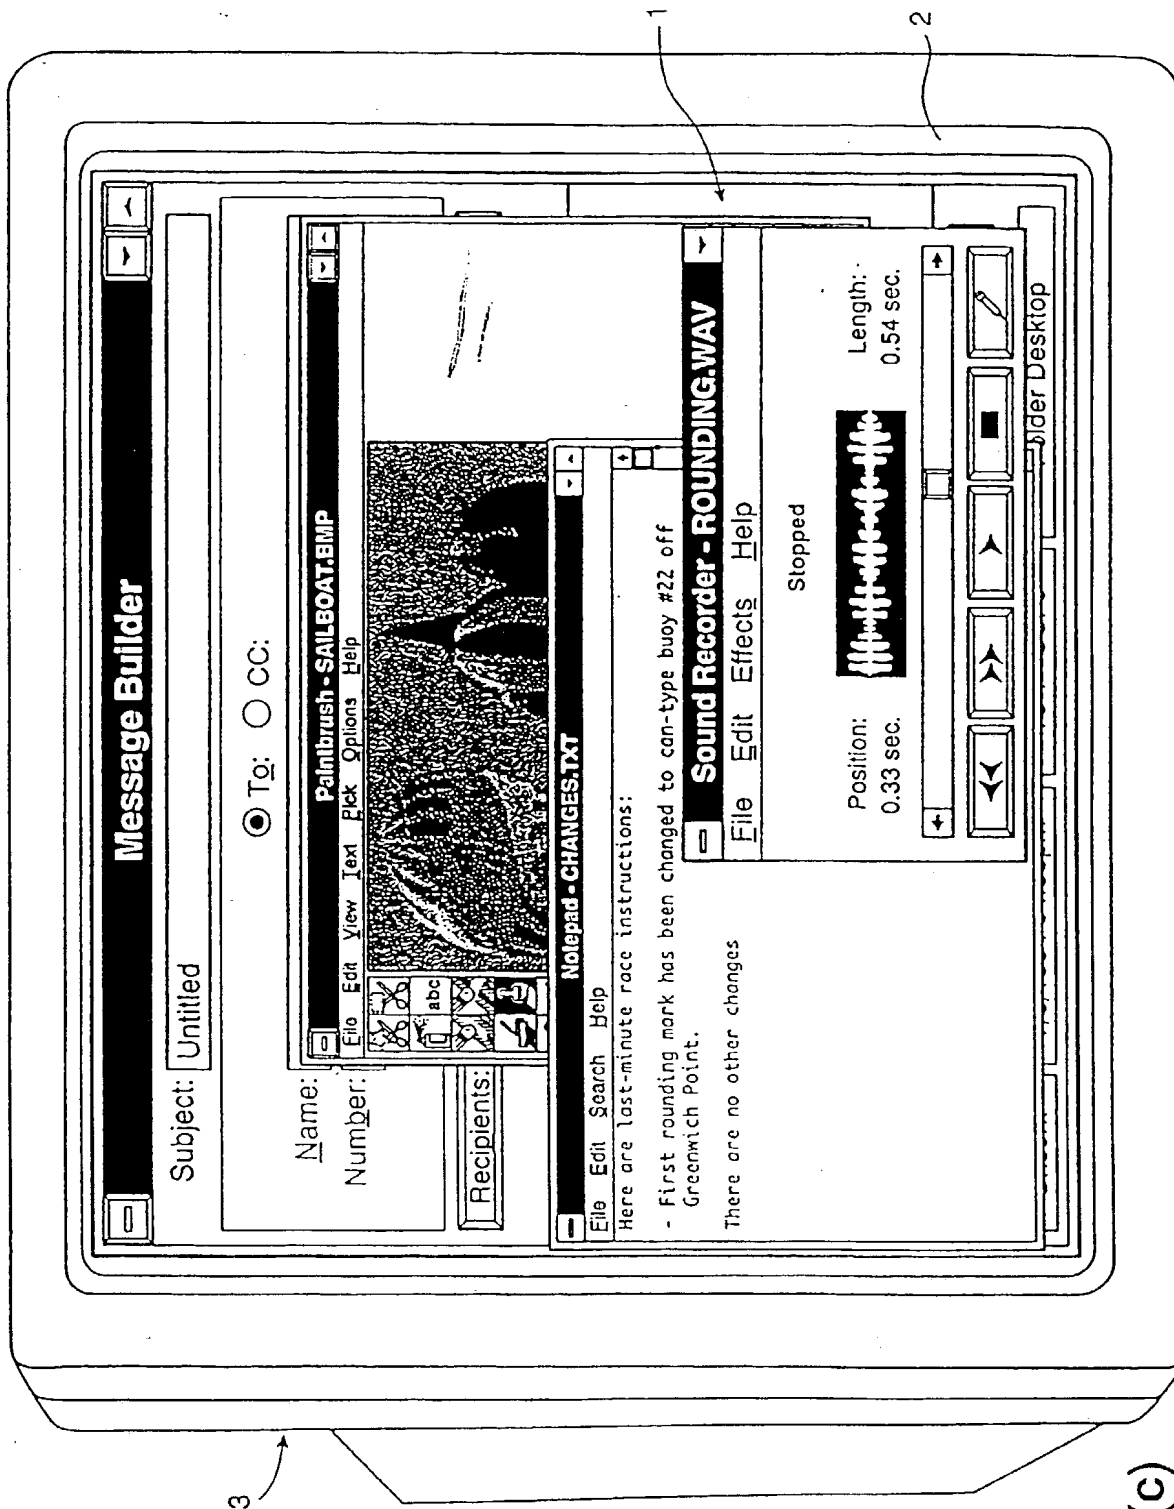 Message Builder
Subject: Untitled
To: CC:
Name:
Number:
Recipients:
Paintbrush - SAILBOAT.BMP
File Edit View Text Pick Options Help
abc
Notepad - CHANGES.TXT
File Edit Search Help
Here are last-minute race instructions:
- First rounding mark has been changed to can-type buoy #22 off
Greenwich Point.
There are no other changes
Sound Recorder - ROUNDING.WAV
File Edit Effects Help
Stopped
Position:
0.33 sec.
Length:
0.54 sec.
older Desktop
1
2
3
(c)